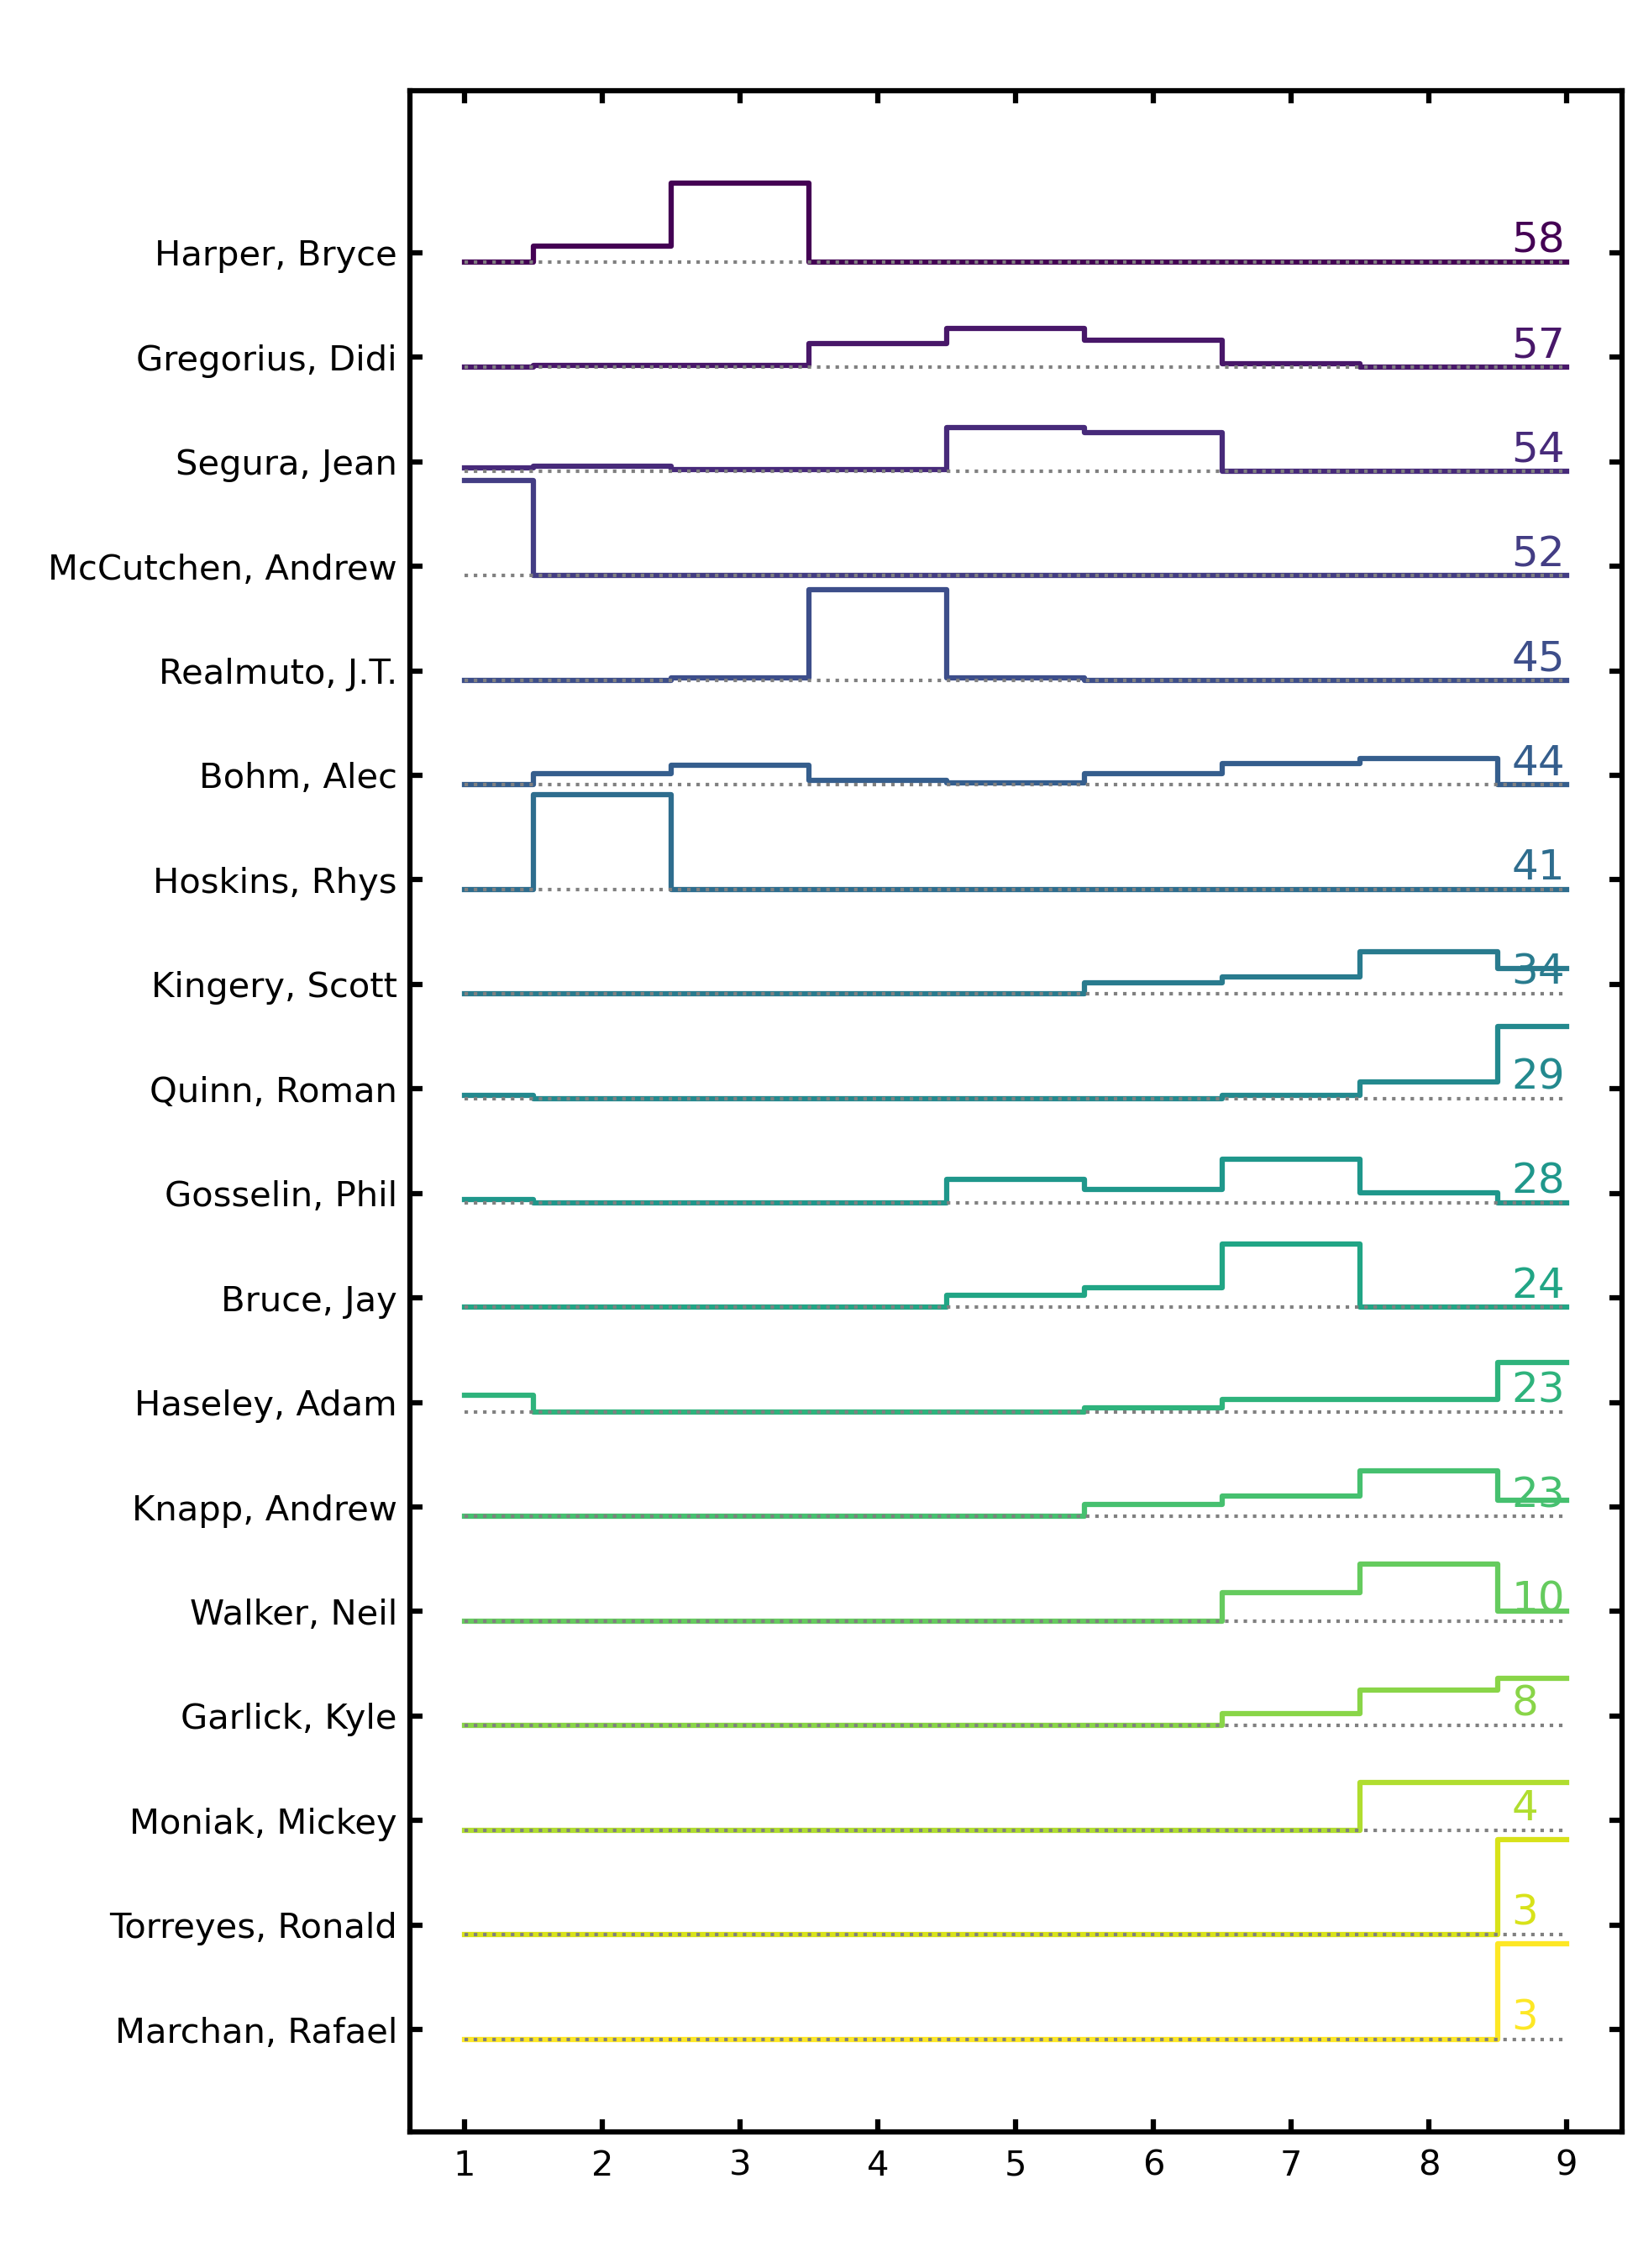 Harper, Bryce 58
Gregorius, Didi 57
Segura, Jean 54
McCutchen, Andrew 52
Realmuto, J.T. 45
Bohm, Alec 44
Hoskins, Rhys 41
Kingery, Scott 34
Quinn, Roman 29
Gosselin, Phil 28
Bruce, Jay 24
Haseley, Adam 23
Knapp, Andrew 23
Walker, Neil 10
Garlick, Kyle 8
Moniak, Mickey 4
Torreyes, Ronald 3
Marchan, Rafael 3
1 2 3 4 5 6 7 8 9